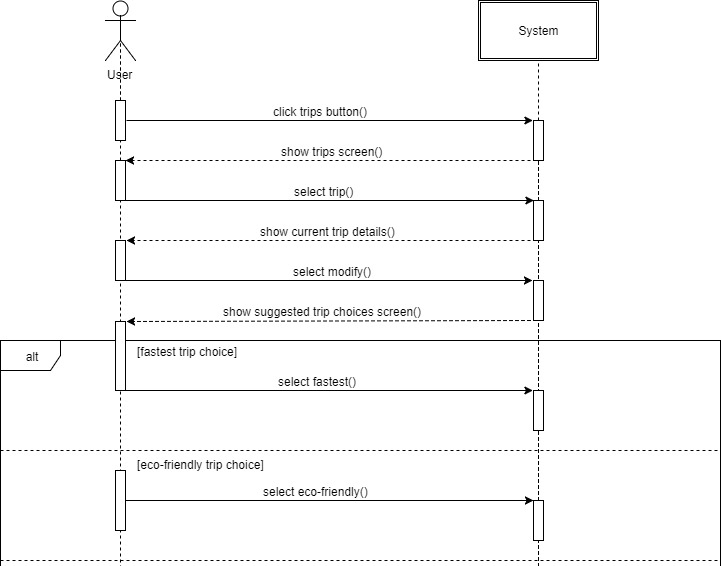 User
System
click trips button()
show trips screen()
select trip()
show current trip details()
select modify()
show suggested trip choices screen()
alt
[fastest trip choice]
select fastest()
[eco-friendly trip choice]
select eco-friendly()